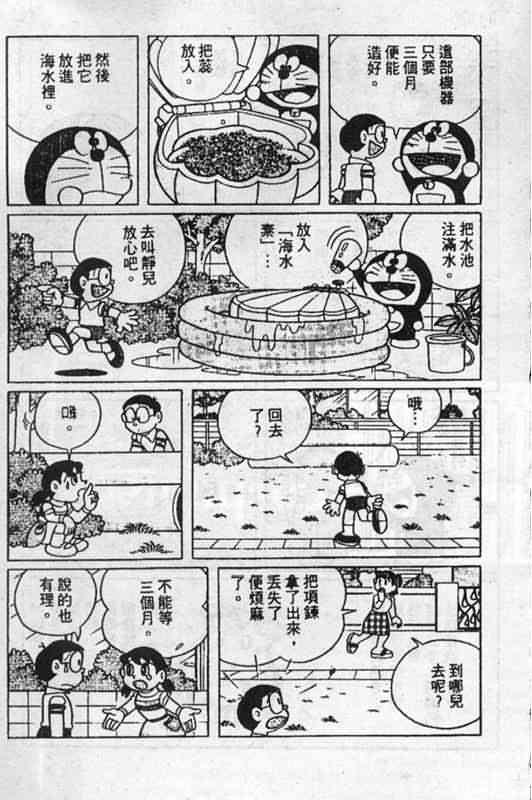 這部機器
只要
三個月
便能
造好。
把蕊
放入。
然後
把它
放進
海水裡。
把水池
注滿水。
放入
「海水
素」…
去叫靜兒
放心吧。
哦…
回去
了？
哦。
到哪兒
去呢？
把項鍊
拿了出來，
丟失了
便煩麻
了。
不能等
三個月。
說的也
有理。